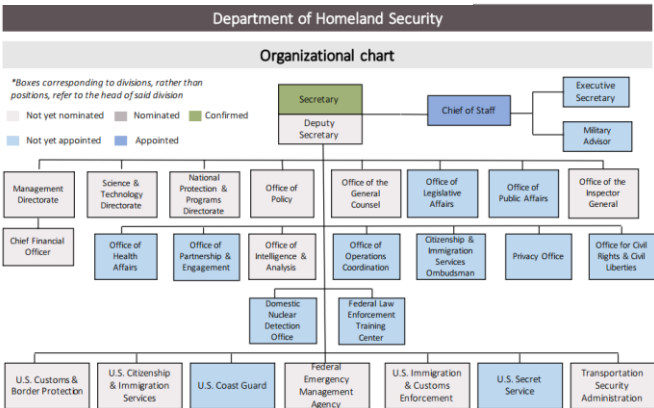 Department of Homeland Security
Organizational chart
*Boxes corresponding to divisions, rather than
positions, refer to the head of said division
Not yet nominated
Nominated
Confirmed
Not yet appointed
Appointed
Secretary
Deputy
Secretary
Chief of Staff
Executive
Secretary
Military
Advisor
Management
Directorate
Science &
Technology
Directorate
National
Protection &
Programs
Directorate
Office of
Policy
Office of the
General
Counsel
Office of
Legislative
Affairs
Office of
Public Affairs
Office of the
Inspector
General
Chief Financial
Officer
Office of
Health
Affairs
Office of
Partnership &
Engagement
Office of
Intelligence &
Analysis
Office of
Operations
Coordination
Citizenship &
Immigration
Services
Ombudsman
Privacy Office
Office for Civil
Rights & Civil
Liberties
Domestic
Nuclear
Detection
Office
Federal Law
Enforcement
Training
Center
U.S. Customs &
Border Protection
U.S. Citizenship
& Immigration
Services
U.S. Coast Guard
Federal
Emergency
Management
Agency
U.S. Immigration
& Customs
Enforcement
U.S. Secret
Service
Transportation
Security
Administration